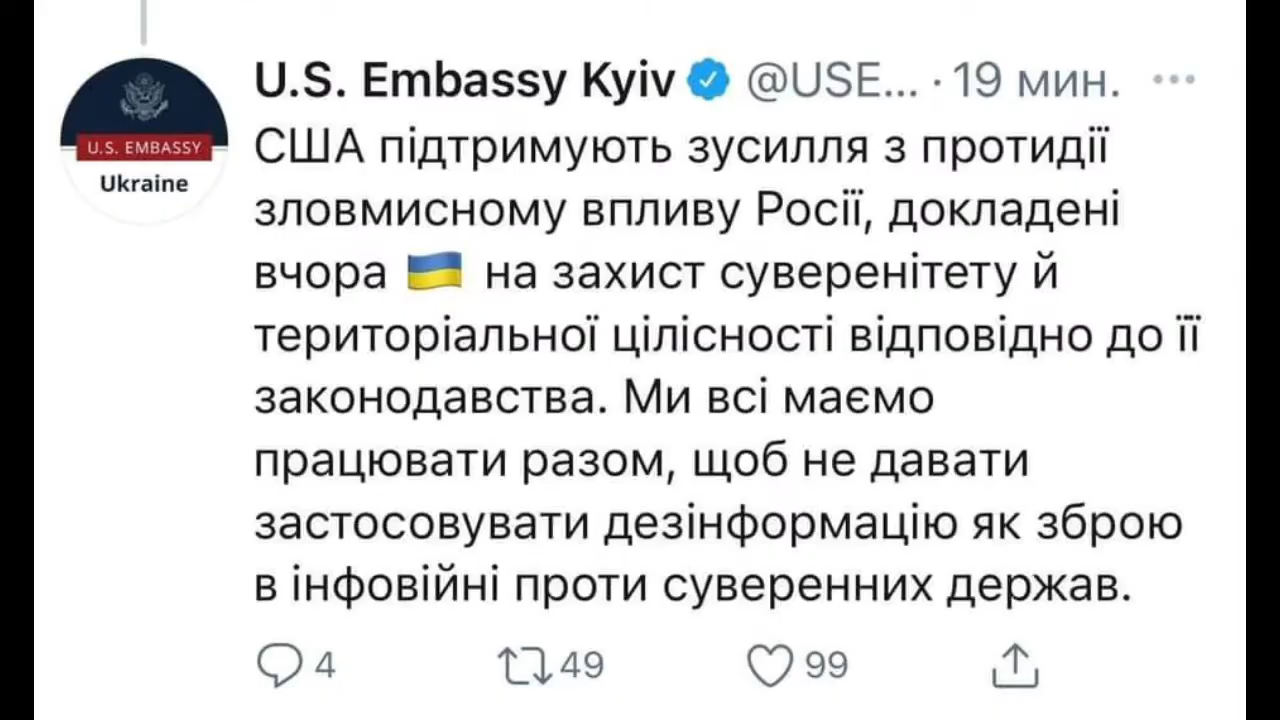 U.S. Embassy Kyiv @USE... · 19 мин.
U.S. EMBASSY
Ukraine
США підтримують зусилля з протидії
зловмисному впливу Росії, докладені
вчора 🇺🇦 на захист суверенітету й
територіальної цілісності відповідно до її
законодавства. Ми всі маємо
працювати разом, щоб не давати
застосовувати дезінформацію як зброю
в інфовійні проти суверенних держав.
4 49 99